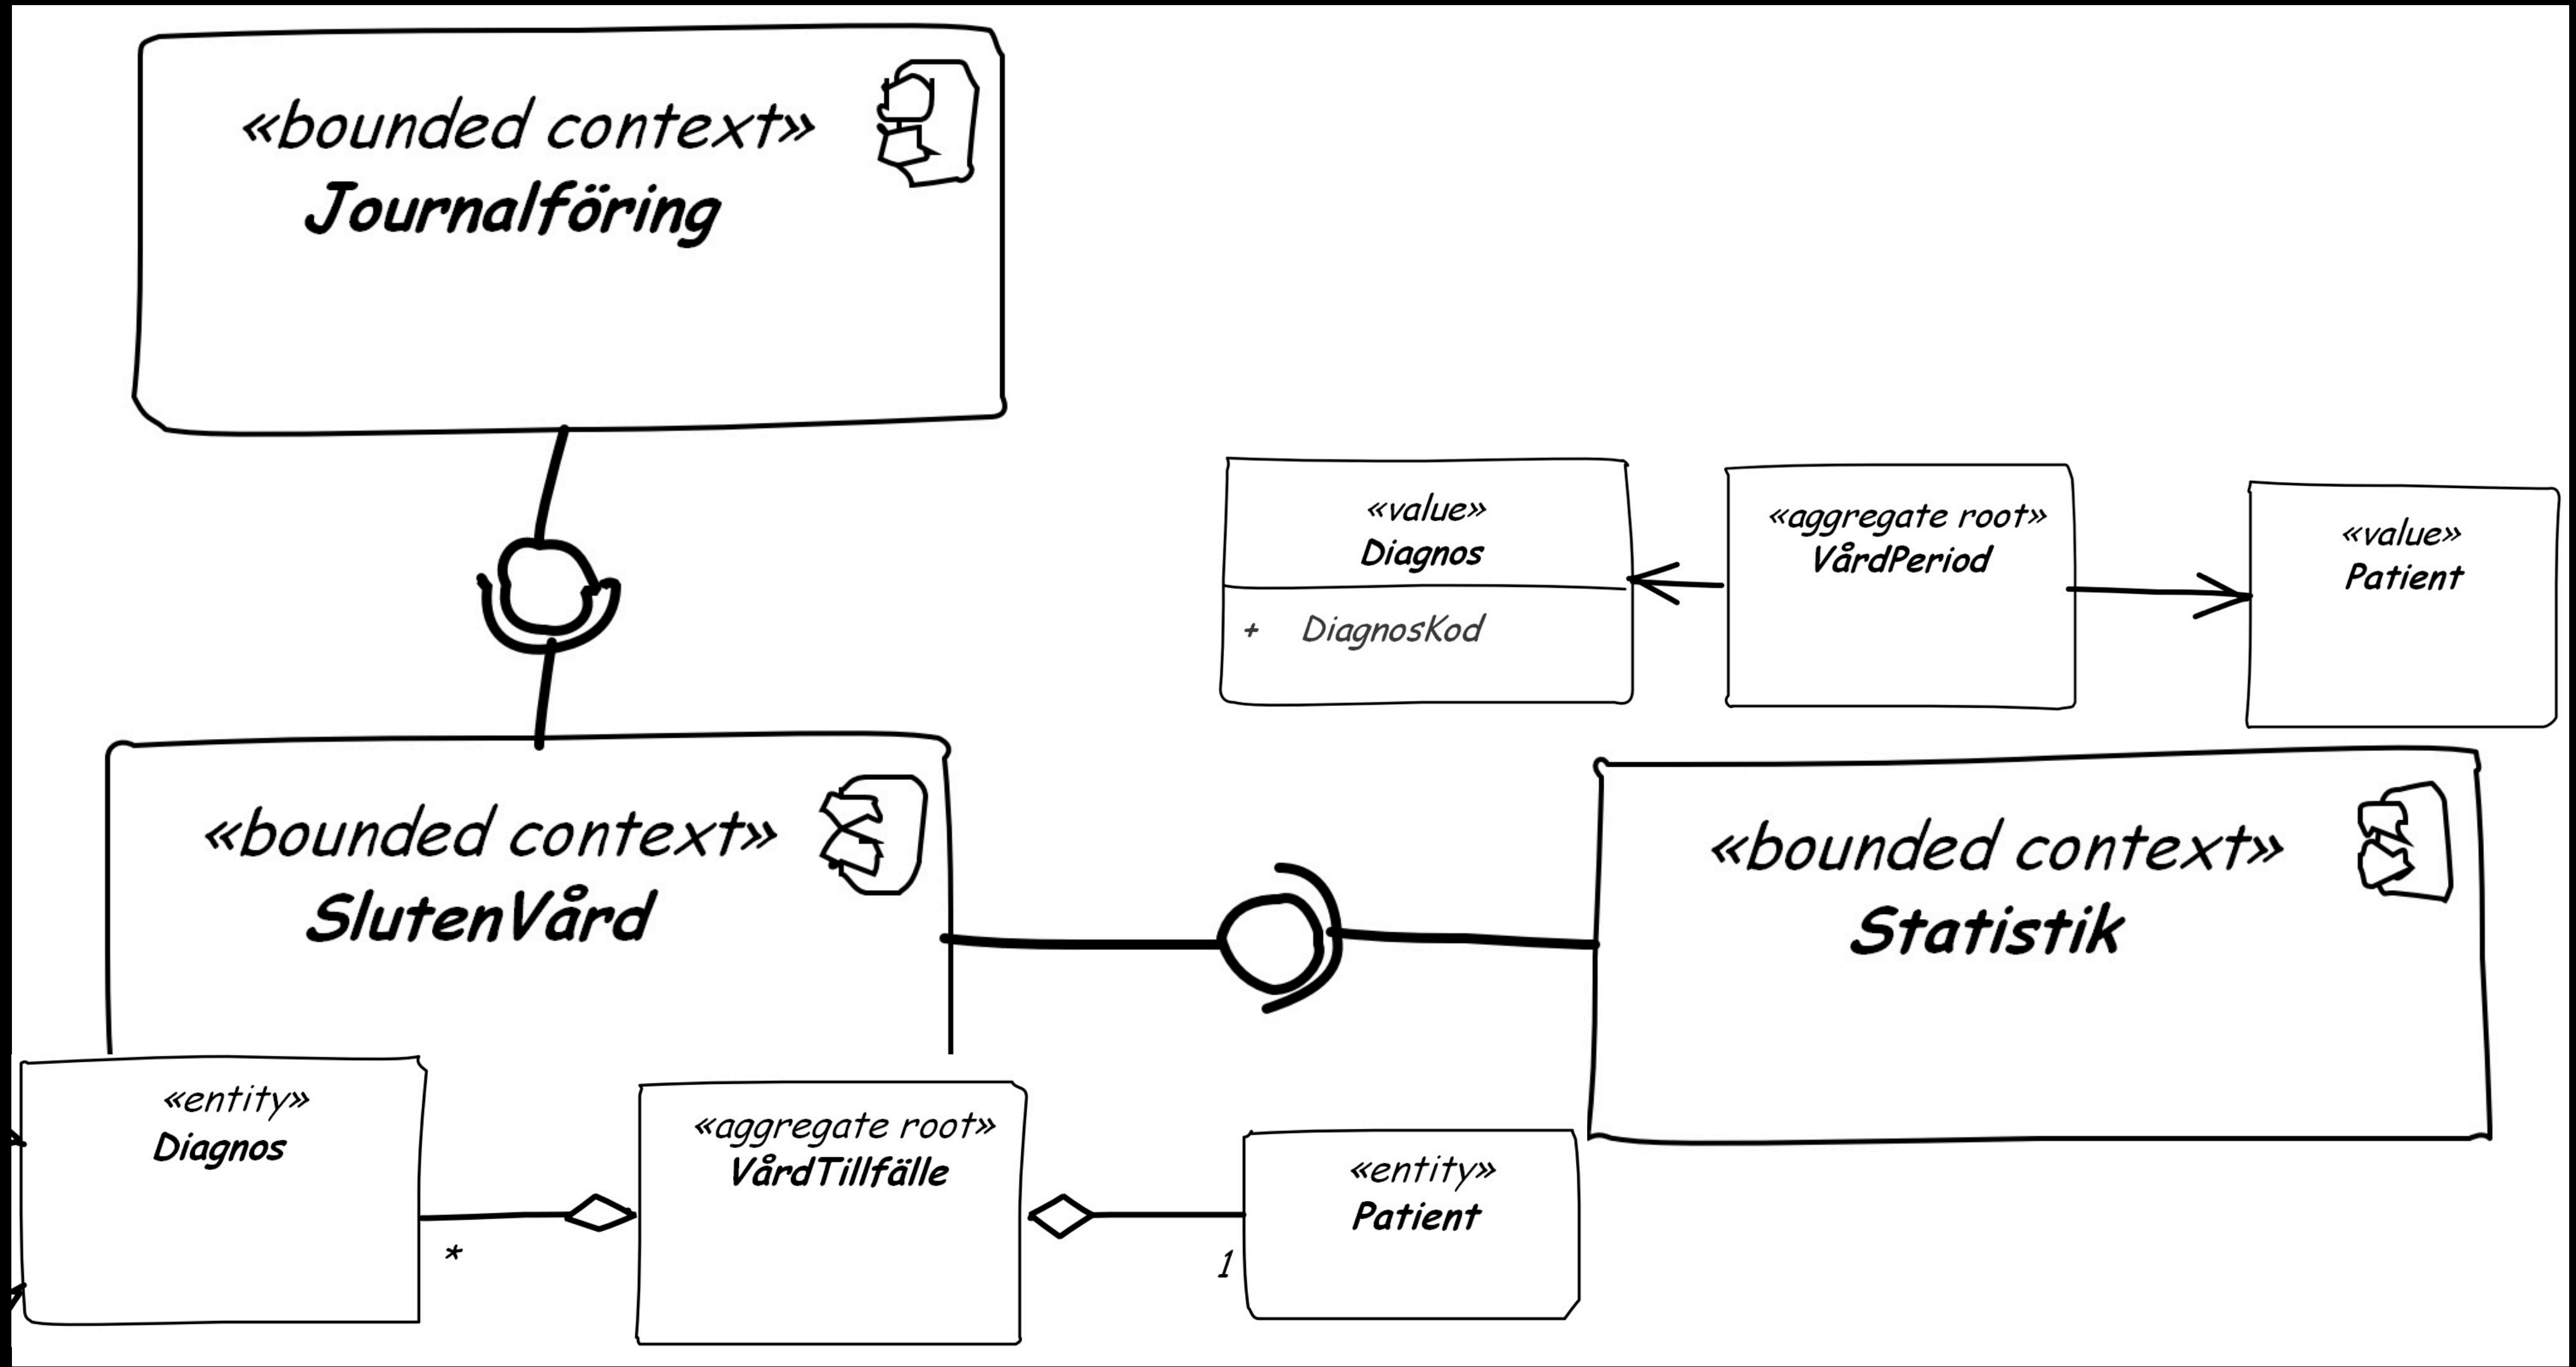 «bounded context»
Journalföring
«value»
Diagnos
+ DiagnosKod
«aggregate root»
VårdPeriod
«value»
Patient
«bounded context»
SlutenVård
«bounded context»
Statistik
«entity»
Diagnos
*
«aggregate root»
VårdTillfälle
1
«entity»
Patient